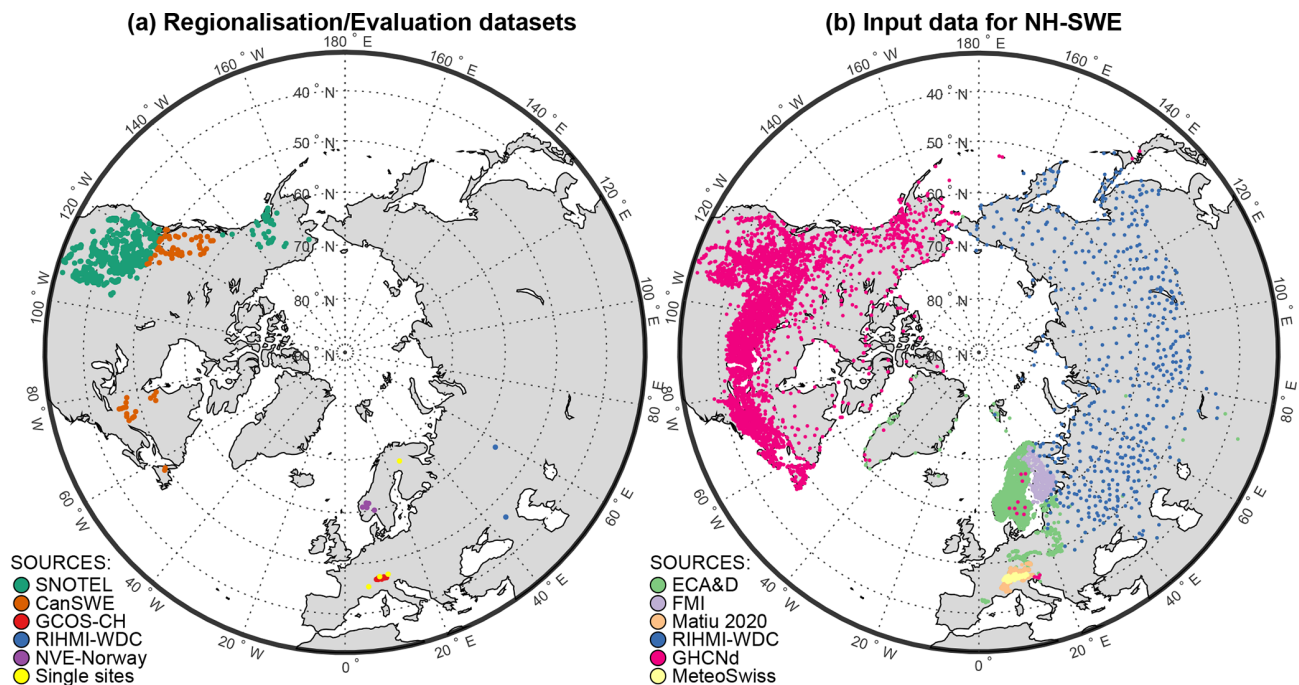 (a) Regionalisation/Evaluation datasets
180° E
160° W
160° E
140° W
140° E
120° W
120° E
100° W
100° E
80° W
80° E
60° W
60° E
40° W
40° E
20° W
20° E
0°
40° N
50° N
60° N
70° N
80° N
90° N
SOURCES:
SNOTEL
CanSWE
GCOS-CH
RIHMI-WDC
NVE-Norway
Single sites
(b) Input data for NH-SWE
180° E
160° W
160° E
140° W
140° E
120° W
120° E
100° W
100° E
80° W
80° E
60° W
60° E
40° W
40° E
20° W
20° E
0°
40° N
50° N
60° N
70° N
80° N
90° N
SOURCES:
ECA&D
FMI
Matiu 2020
RIHMI-WDC
GHCNd
MeteoSwiss